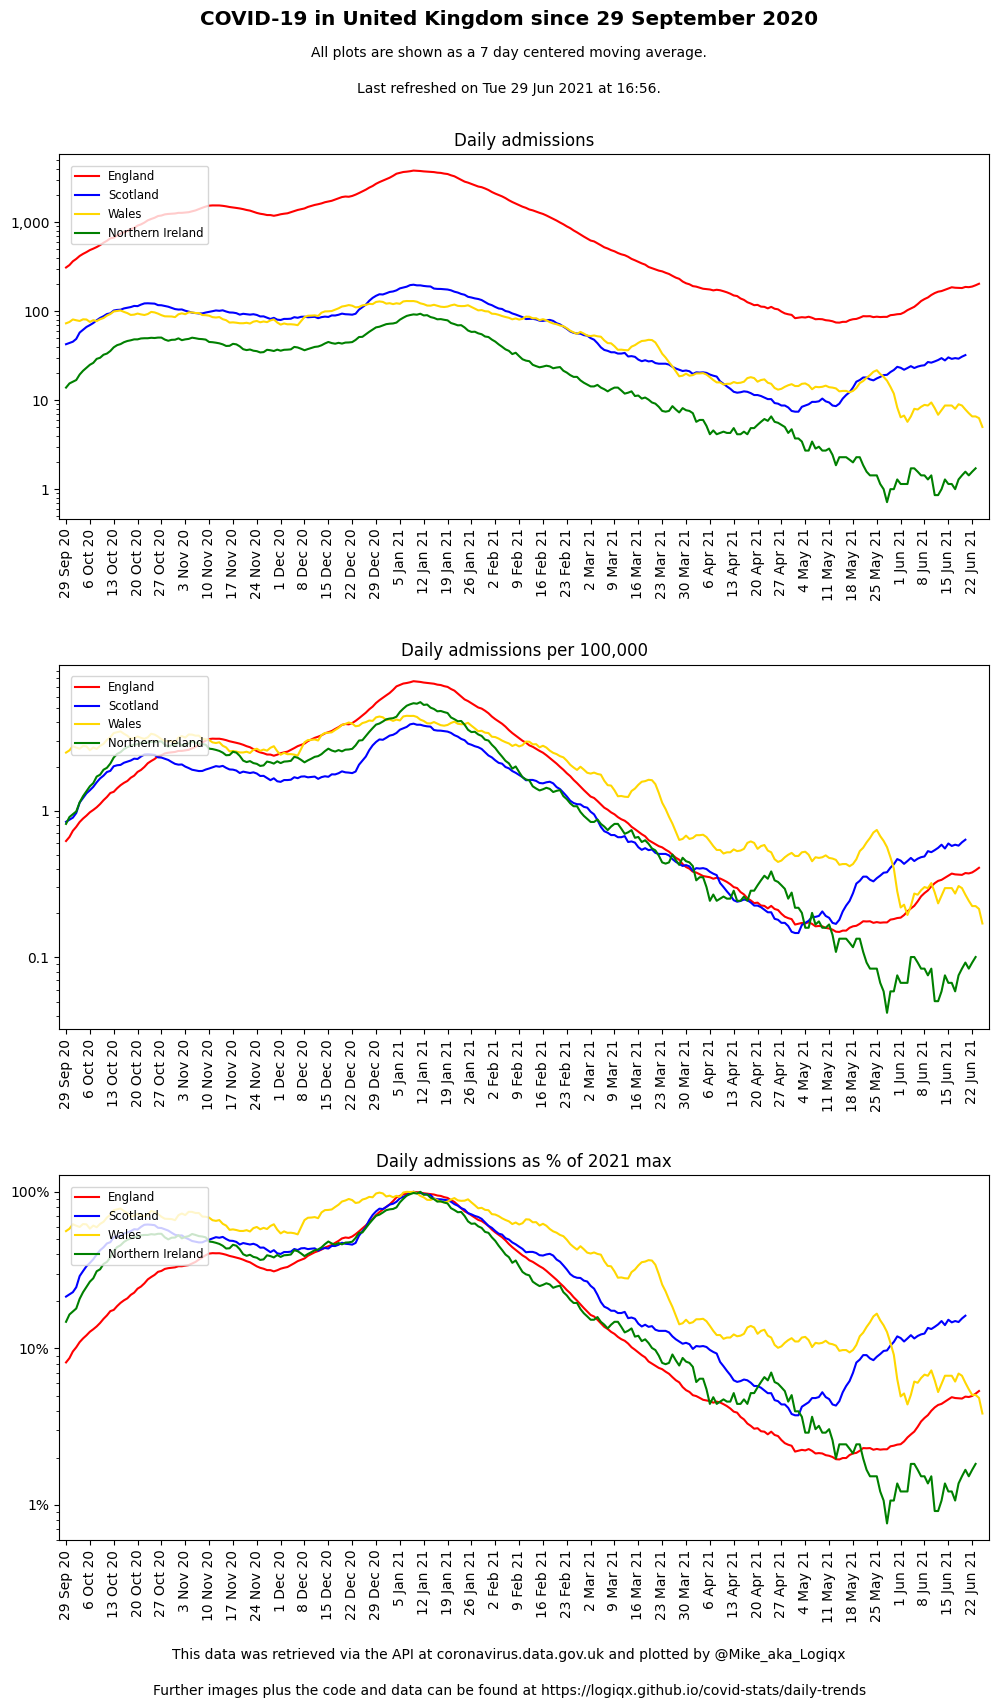 COVID-19 in United Kingdom since 29 September 2020
All plots are shown as a 7 day centered moving average.
Last refreshed on Tue 29 Jun 2021 at 16:56.
Daily admissions
England
Scotland
Wales
Northern Ireland
1,000
100
10
1
29 Sep 20
6 Oct 20
13 Oct 20
20 Oct 20
27 Oct 20
3 Nov 20
10 Nov 20
17 Nov 20
24 Nov 20
1 Dec 20
8 Dec 20
15 Dec 20
22 Dec 20
29 Dec 20
5 Jan 21
12 Jan 21
19 Jan 21
26 Jan 21
2 Feb 21
9 Feb 21
16 Feb 21
23 Feb 21
2 Mar 21
9 Mar 21
16 Mar 21
23 Mar 21
30 Mar 21
6 Apr 21
13 Apr 21
20 Apr 21
27 Apr 21
4 May 21
11 May 21
18 May 21
25 May 21
1 Jun 21
8 Jun 21
15 Jun 21
22 Jun 21
Daily admissions per 100,000
England
Scotland
Wales
Northern Ireland
1
0.1
29 Sep 20
6 Oct 20
13 Oct 20
20 Oct 20
27 Oct 20
3 Nov 20
10 Nov 20
17 Nov 20
24 Nov 20
1 Dec 20
8 Dec 20
15 Dec 20
22 Dec 20
29 Dec 20
5 Jan 21
12 Jan 21
19 Jan 21
26 Jan 21
2 Feb 21
9 Feb 21
16 Feb 21
23 Feb 21
2 Mar 21
9 Mar 21
16 Mar 21
23 Mar 21
30 Mar 21
6 Apr 21
13 Apr 21
20 Apr 21
27 Apr 21
4 May 21
11 May 21
18 May 21
25 May 21
1 Jun 21
8 Jun 21
15 Jun 21
22 Jun 21
Daily admissions as % of 2021 max
England
Scotland
Wales
Northern Ireland
100%
10%
1%
29 Sep 20
6 Oct 20
13 Oct 20
20 Oct 20
27 Oct 20
3 Nov 20
10 Nov 20
17 Nov 20
24 Nov 20
1 Dec 20
8 Dec 20
15 Dec 20
22 Dec 20
29 Dec 20
5 Jan 21
12 Jan 21
19 Jan 21
26 Jan 21
2 Feb 21
9 Feb 21
16 Feb 21
23 Feb 21
2 Mar 21
9 Mar 21
16 Mar 21
23 Mar 21
30 Mar 21
6 Apr 21
13 Apr 21
20 Apr 21
27 Apr 21
4 May 21
11 May 21
18 May 21
25 May 21
1 Jun 21
8 Jun 21
15 Jun 21
22 Jun 21
This data was retrieved via the API at coronavirus.data.gov.uk and plotted by @Mike_aka_Logiqx
Further images plus the code and data can be found at https://logiqx.github.io/covid-stats/daily-trends